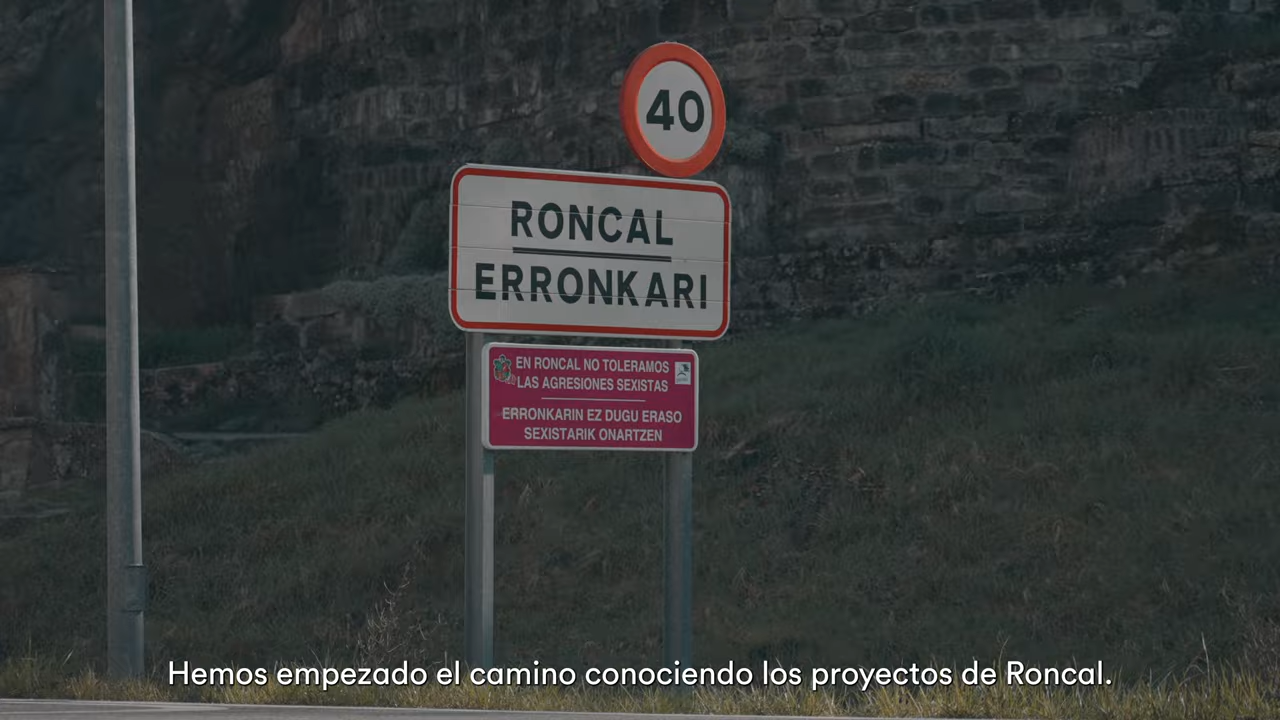 40
RONCAL
ERRONKARI
EN RONCAL NO TOLERAMOS
LAS AGRESIONES SEXISTAS
ERRONKARIN EZ DUGU ERASO
SEXISTARIK ONARTZEN
Hemos empezado el camino conociendo los proyectos de Roncal.